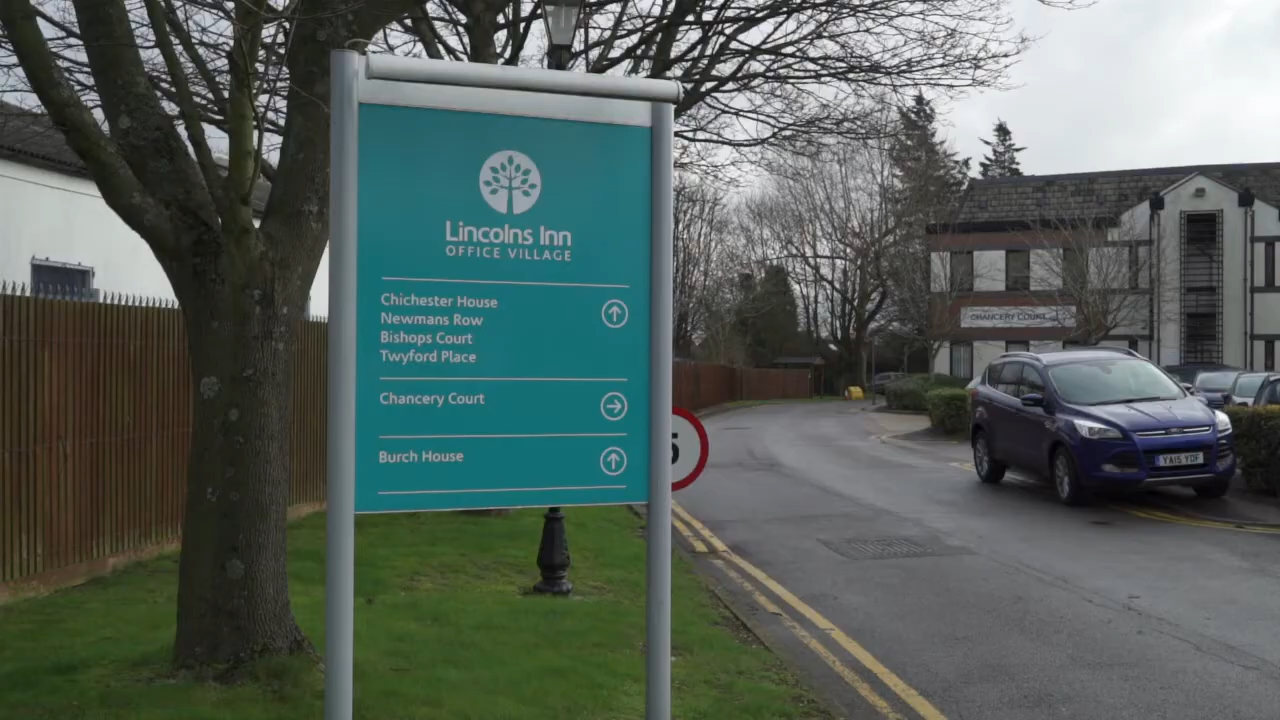 Lincolns Inn
OFFICE VILLAGE
Chichester House
Newmans Row
Bishops Court
Twyford Place
Chancery Court
Burch House
5
CHANCERY COURT
YA15 YDF